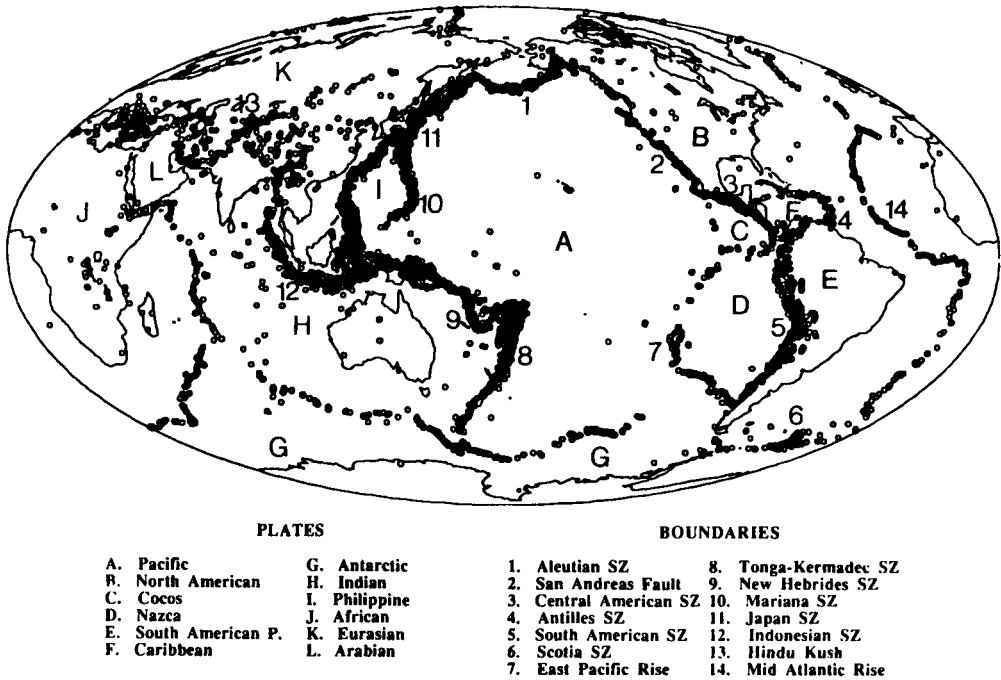 K
13
1
11
B
L
2
3
I
J
10
F
4
14
A
C
E
12
D
H
9
5
8
7
6
G
G
PLATES
A. Pacific
B. North American
C. Cocos
D. Nazca
E. South American P.
F. Caribbean
G. Antarctic
H. Indian
I. Philippine
J. African
K. Eurasian
L. Arabian
BOUNDARIES
1. Aleutian SZ
2. San Andreas Fault
3. Central American SZ
4. Antilles SZ
5. South American SZ
6. Scotia SZ
7. East Pacific Rise
8. Tonga-Kermadec SZ
9. New Hebrides SZ
10. Mariana SZ
11. Japan SZ
12. Indonesian SZ
13. Hindu Kush
14. Mid Atlantic Rise